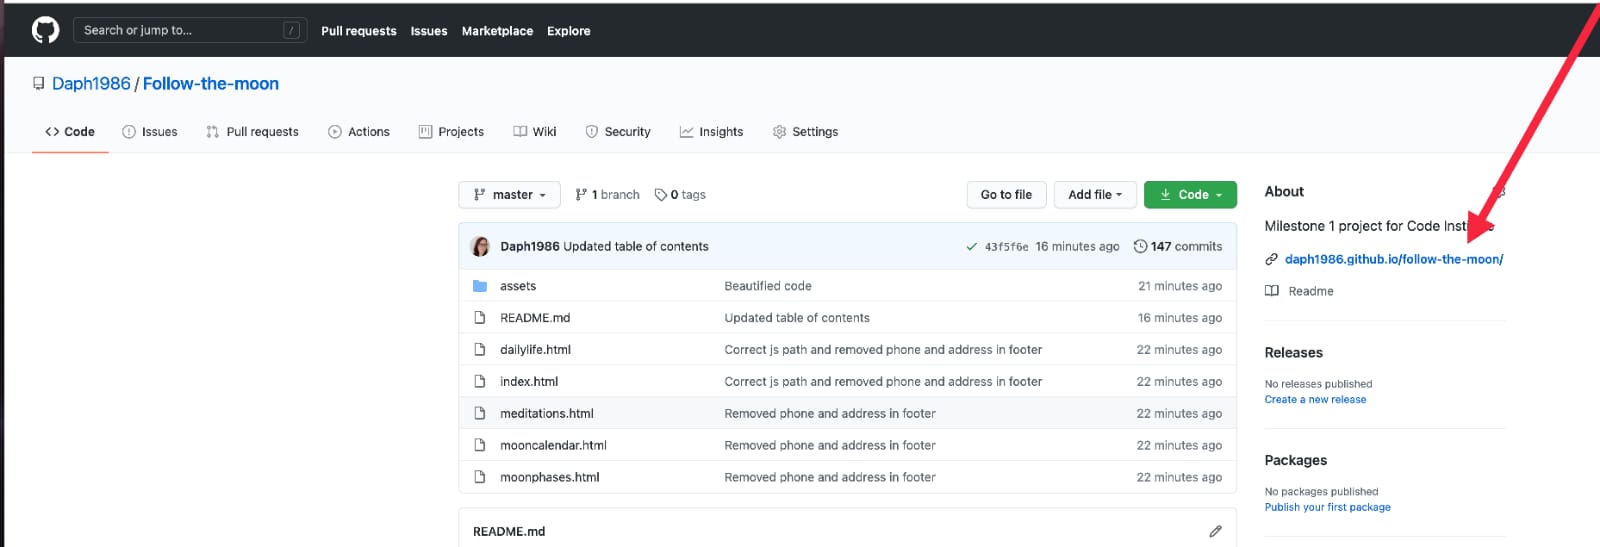 Search or jump to... / Pull requests Issues Marketplace Explore
Daph1986 / Follow-the-moon
Code Issues Pull requests Actions Projects Wiki Security Insights Settings
master 1 branch 0 tags Go to file Add file Code
Daph1986 Updated table of contents 43f5f6e 16 minutes ago 147 commits
assets Beautified code 21 minutes ago
README.md Updated table of contents 16 minutes ago
dailylife.html Correct js path and removed phone and address in footer 22 minutes ago
index.html Correct js path and removed phone and address in footer 22 minutes ago
meditations.html Removed phone and address in footer 22 minutes ago
mooncalendar.html Removed phone and address in footer 22 minutes ago
moonphases.html Removed phone and address in footer 22 minutes ago
README.md
About
Milestone 1 project for Code
daph1986.github.io/follow-the-moon/
Readme
Releases
No releases published
Create a new release
Packages
No packages published
Publish your first package